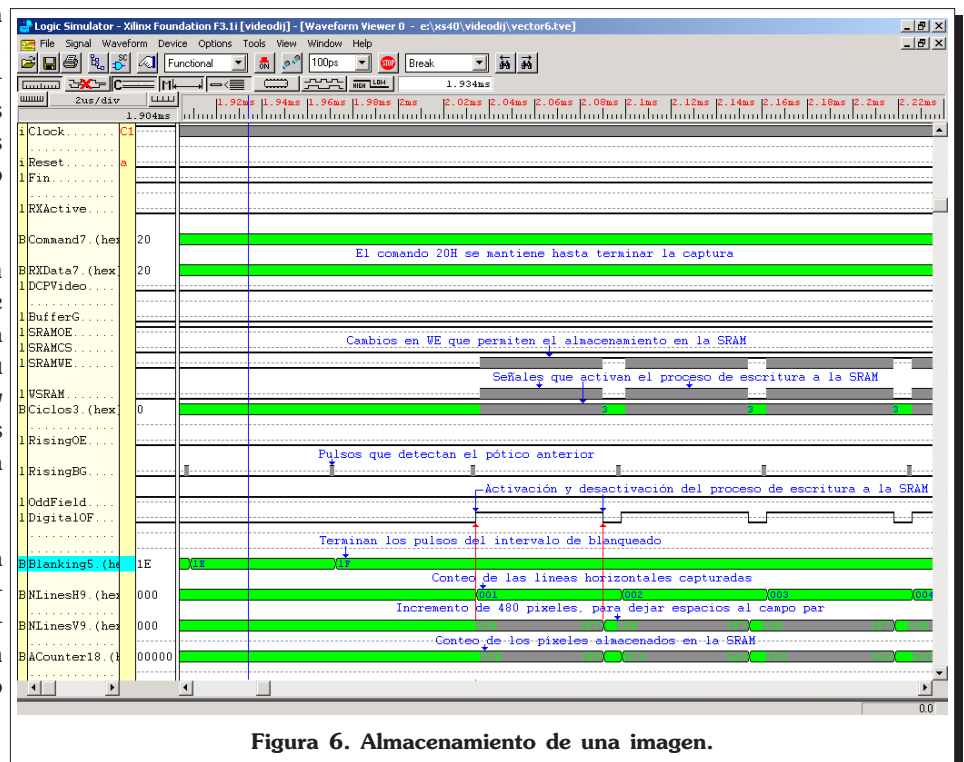 Logic Simulator - Xilinx Foundation F3.1i [videodij] - [Waveform Viewer 0 - e:\xs40\videodij\vector6.tve]
File Signal Waveform Device Options Tools View Window Help
Functional 100ps Break
1.934ms
2us/div
1.904ms
1.92ms 1.94ms 1.96ms 1.98ms 2ms 2.02ms 2.04ms 2.06ms 2.08ms 2.1ms 2.12ms 2.14ms 2.16ms 2.18ms 2.2ms 2.22ms
i Clock....... C1
i Reset....... a
l Fin.........
l RXActive....
B Command7.(hex 20
El comando 20H se mantiene hasta terminar la captura
B RXData7.(hex) 20
l DCPVideo....
l BufferG.....
l SRAMOE......
l SRAMCS......
Cambios en WE que permiten el almacenamiento en la SRAM
l SRAMWE......
Señales que activan el proceso de escritura a la SRAM
l WSRAM.......
B Ciclos3.(hex) 0 3 3 3
l RisingOE....
Pulsos que detectan el pótico anterior
l RisingBG....
Activación y desactivación del proceso de escritura a la SRAM
l OddField....
l DigitalOF...
Terminan los pulsos del intervalo de blanqueado
B Blanking5.(he 1E 1E 1F
Conteo de las líneas horizontales capturadas
B NLinesH9.(hex 000 001 002 003 004
Incremento de 480 pixeles, para dejar espacios al campo par
B NLinesV9.(hex 000
Conteo de los píxeles almacenados en la SRAM
B ACounter18.(h 00000
0.0
Figura 6. Almacenamiento de una imagen.